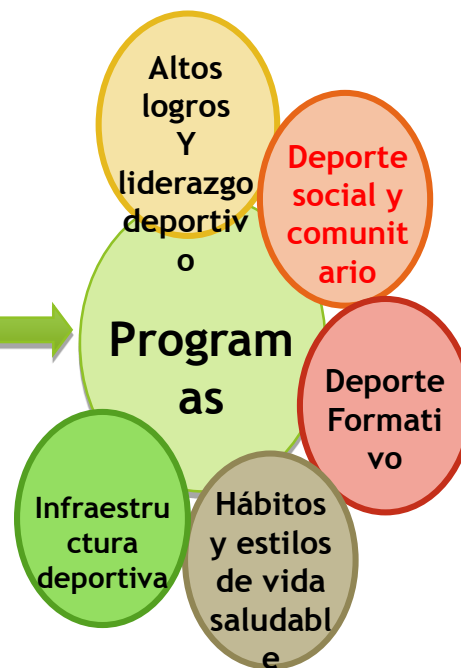 Altos
logros
Y
liderazgo
deportiv
o
Deporte
social y
comunit
ario
Program
as
Deporte
Formati
vo
Infraestru
ctura
deportiva
Hábitos
y estilos
de vida
saludabl
e